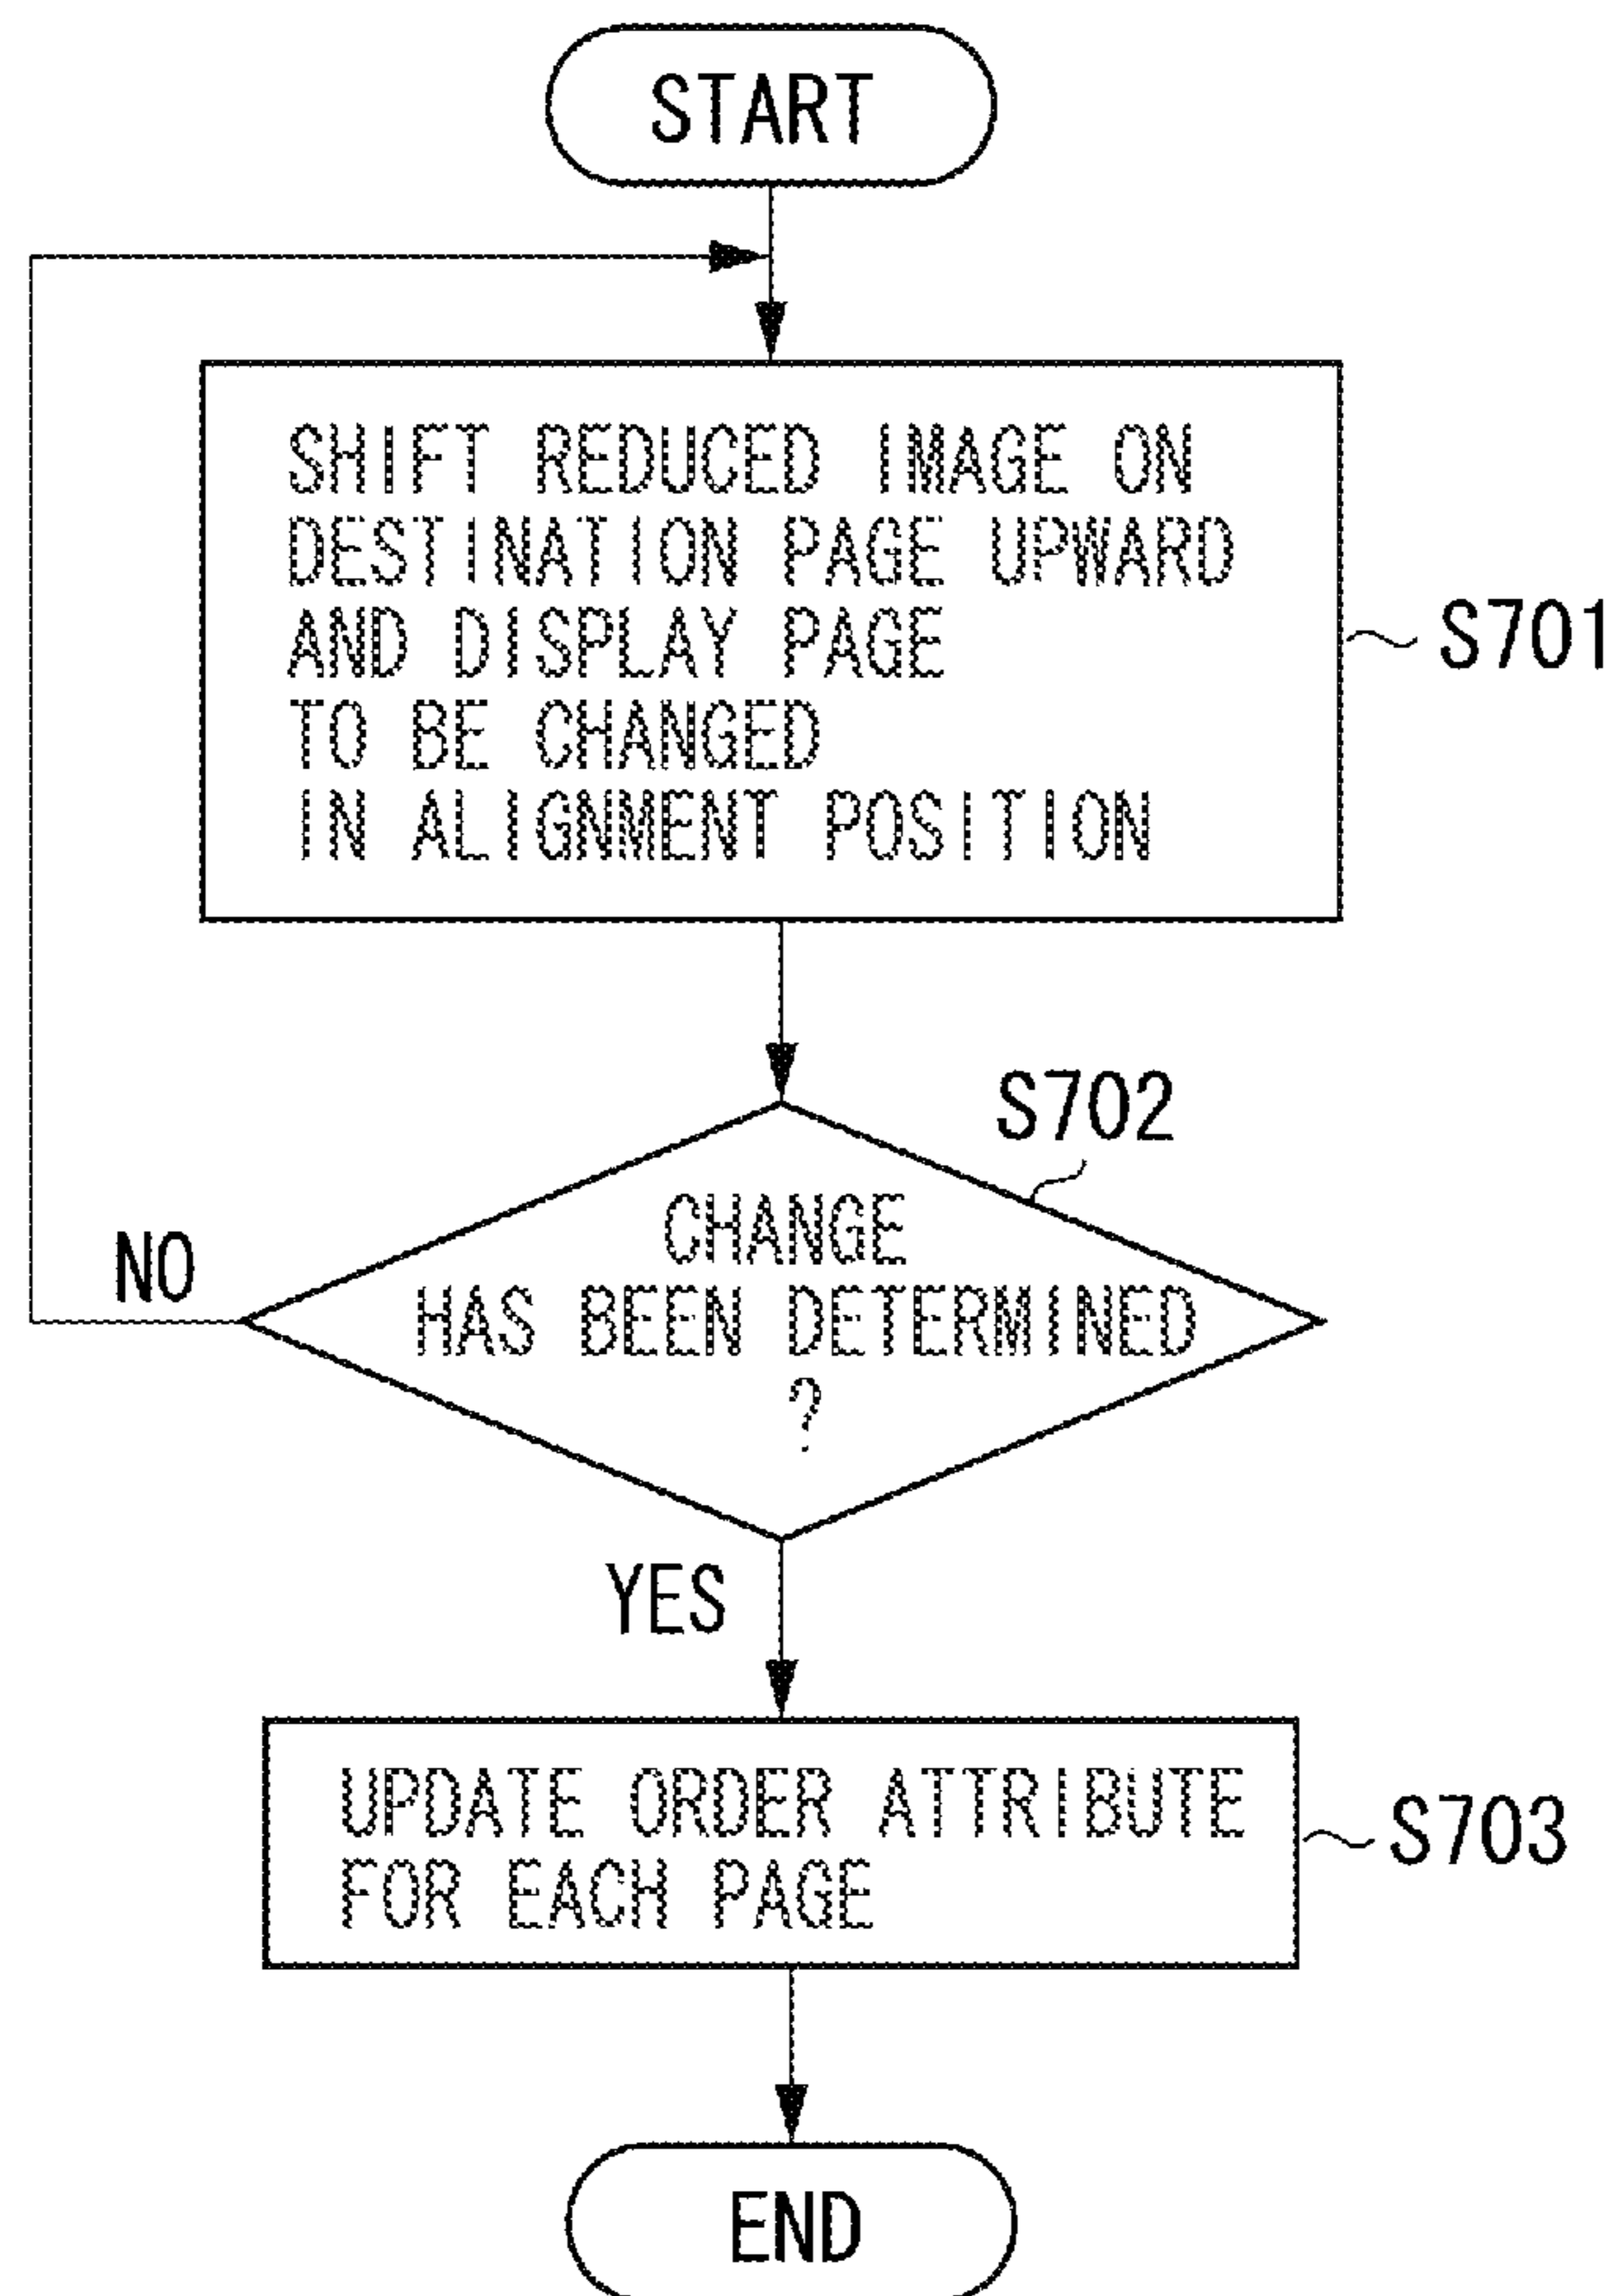 START
SHIFT REDUCED IMAGE ON
DESTINATION PAGE UPWARD
AND DISPLAY PAGE
TO BE CHANGED
IN ALIGNMENT POSITION
S701
S702
CHANGE
HAS BEEN DETERMINED
?
NO
YES
UPDATE ORDER ATTRIBUTE
FOR EACH PAGE
S703
END